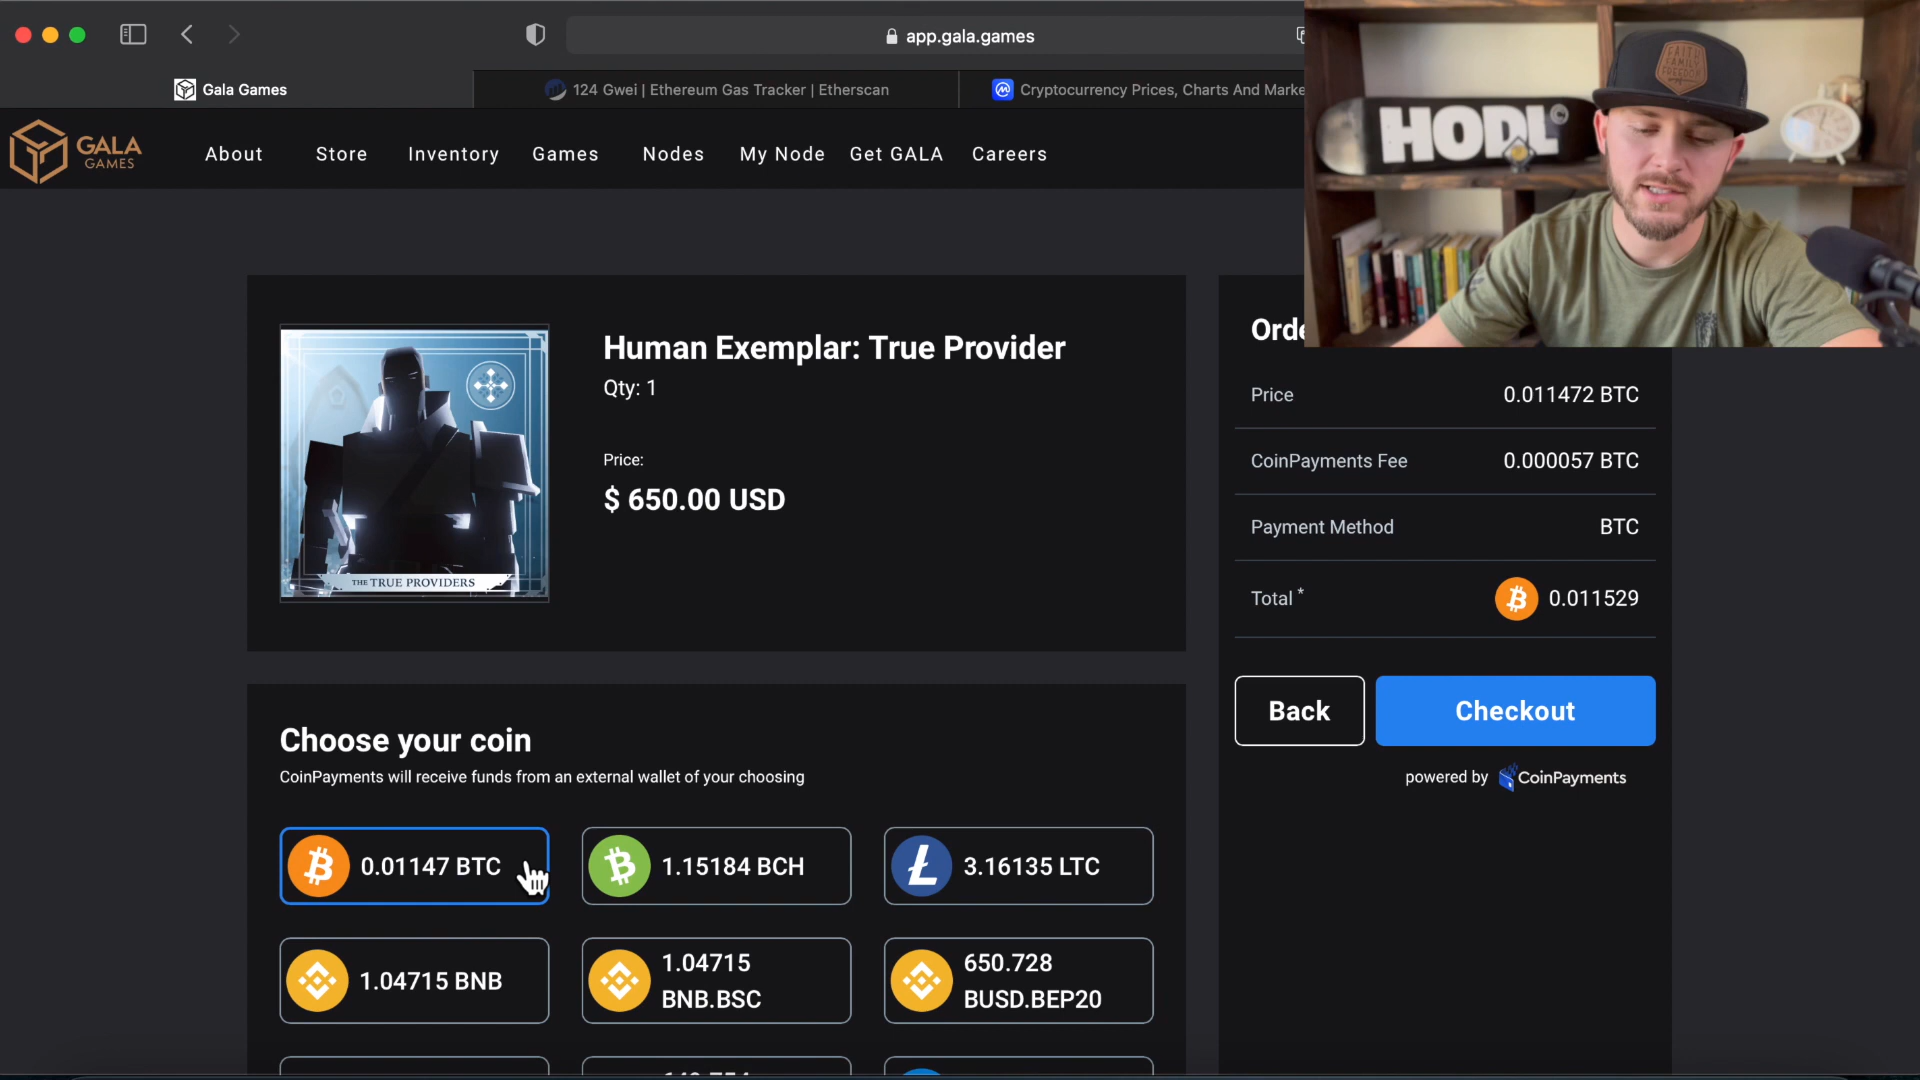 app.gala.games
Gala Games
124 Gwei | Ethereum Gas Tracker | Etherscan
Cryptocurrency Prices, Charts And Marke
GALA
GAMES
About
Store
Inventory
Games
Nodes
My Node
Get GALA
Careers
HODL
FAITH
FAMILY
FREEDOM
THE TRUE PROVIDERS
Human Exemplar: True Provider
Qty: 1
Price:
$ 650.00 USD
Price 0.011472 BTC
CoinPayments Fee 0.000057 BTC
Payment Method BTC
Total * 0.011529
Back
Checkout
powered by CoinPayments
Choose your coin
CoinPayments will receive funds from an external wallet of your choosing
0.01147 BTC
1.15184 BCH
3.16135 LTC
1.04715 BNB
1.04715
BNB.BSC
650.728
BUSD.BEP20